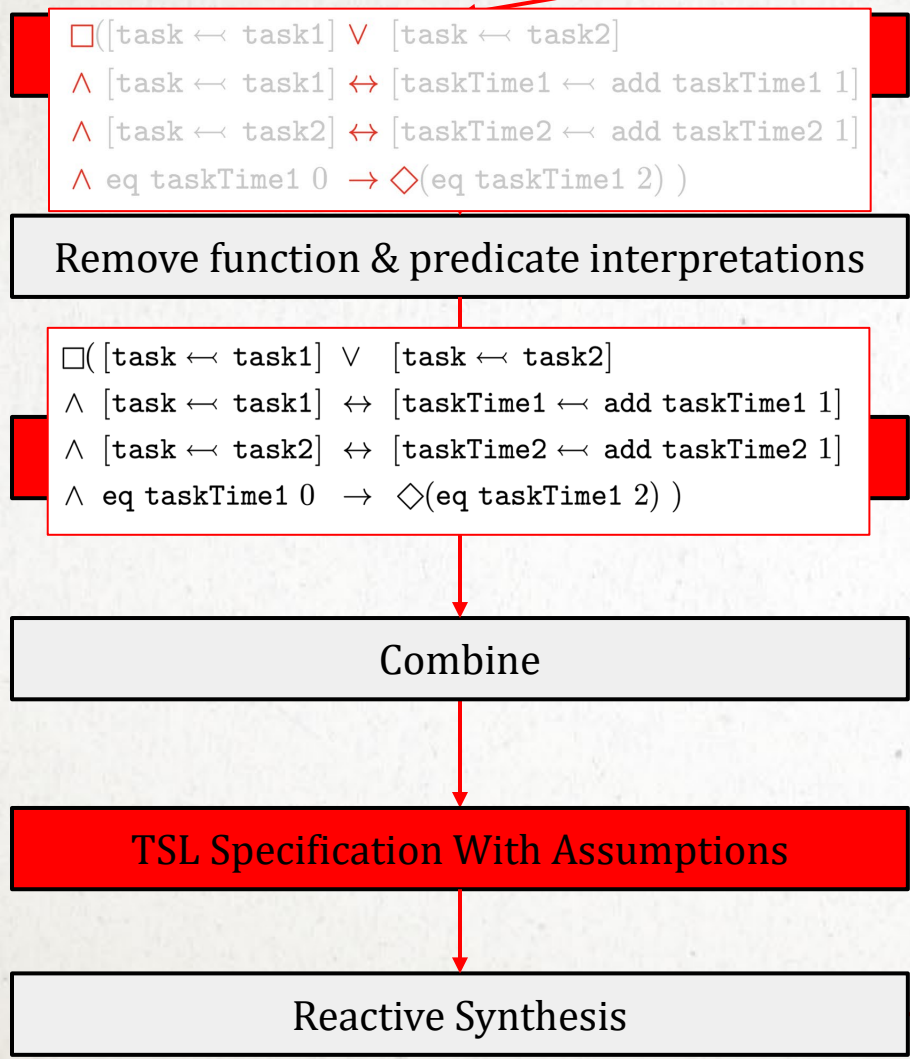 □([task ↢ task1] ∨ [task ↢ task2]
∧ [task ↢ task1] ↔ [taskTime1 ↢ add taskTime1 1]
∧ [task ↢ task2] ↔ [taskTime2 ↢ add taskTime2 1]
∧ eq taskTime1 0 → ◇(eq taskTime1 2) )
Remove function & predicate interpretations
□( [task ↢ task1] ∨ [task ↢ task2]
∧ [task ↢ task1] ↔ [taskTime1 ↢ add taskTime1 1]
∧ [task ↢ task2] ↔ [taskTime2 ↢ add taskTime2 1]
∧ eq taskTime1 0 → ◇(eq taskTime1 2) )
Combine
TSL Specification With Assumptions
Reactive Synthesis